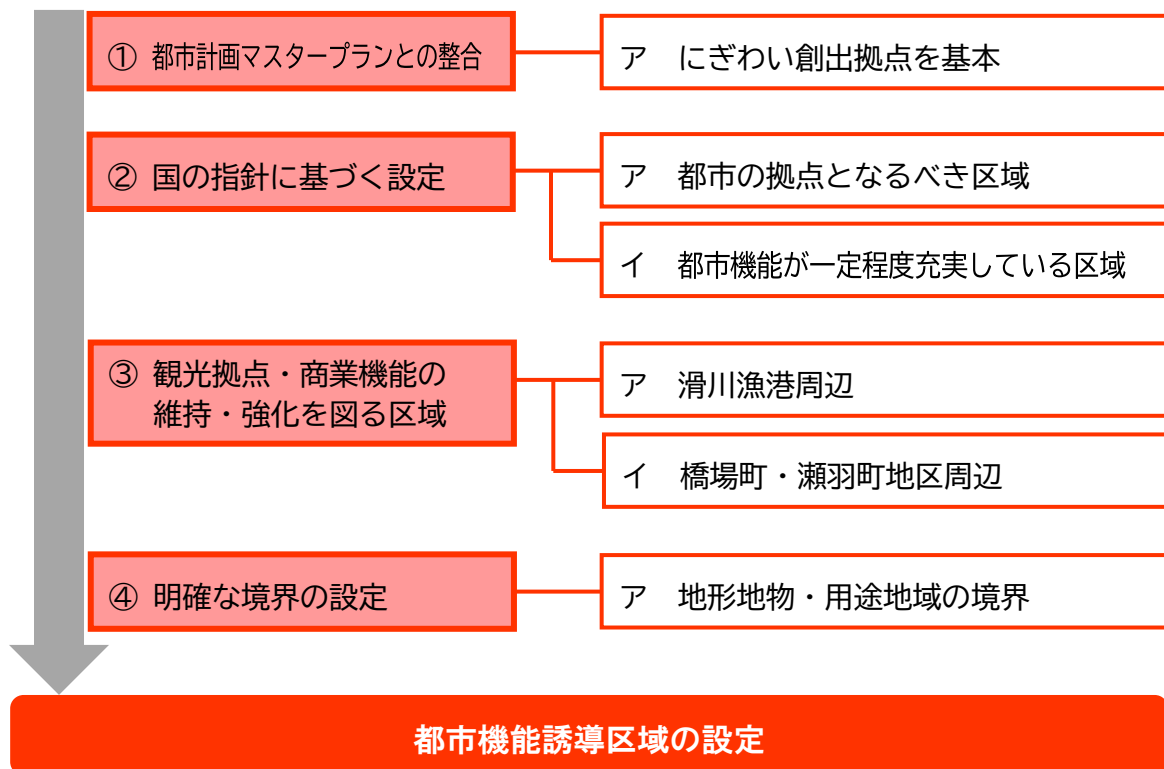 ① 都市計画マスタープランとの整合
ア にぎわい創出拠点を基本
② 国の指針に基づく設定
ア 都市の拠点となるべき区域
イ 都市機能が一定程度充実している区域
③ 観光拠点・商業機能の
維持・強化を図る区域
ア 滑川漁港周辺
イ 橋場町・瀬羽町地区周辺
④ 明確な境界の設定
ア 地形地物・用途地域の境界
都市機能誘導区域の設定